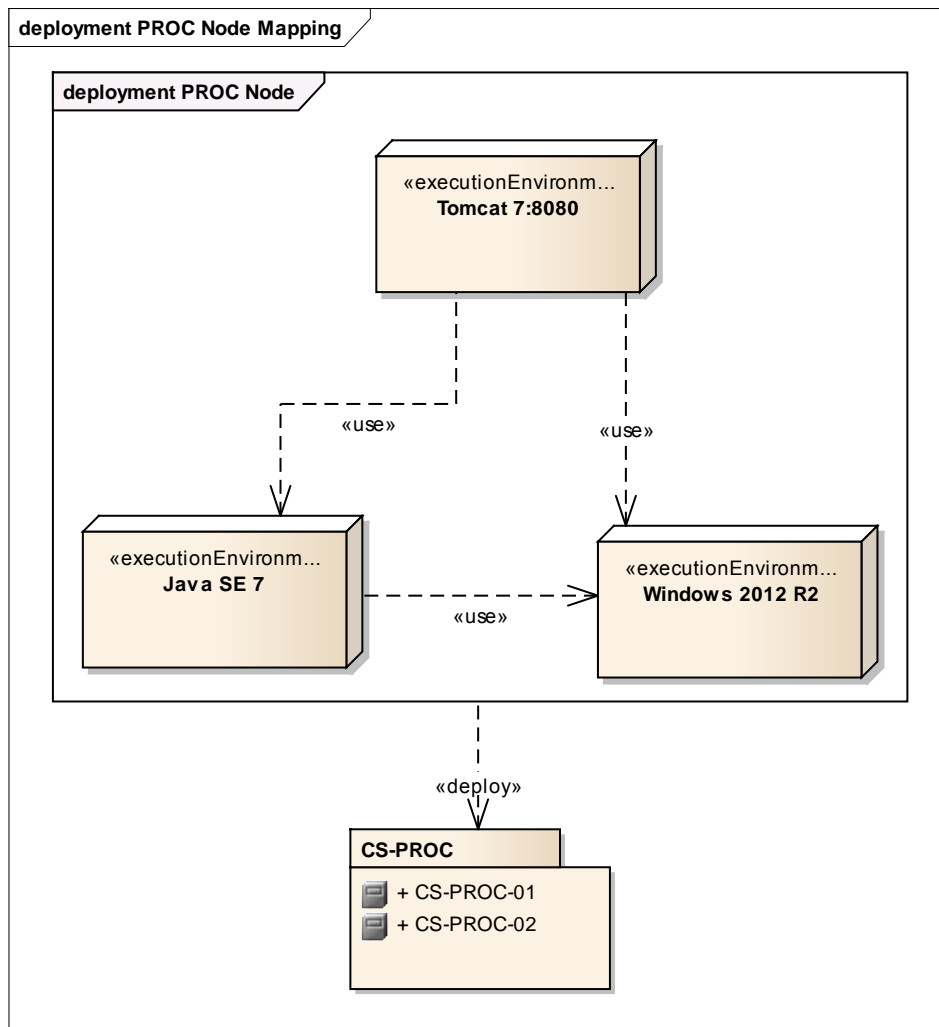 deployment PROC Node Mapping
deployment PROC Node
«executionEnvironm...
Tomcat 7:8080
«use»
«use»
«executionEnvironm...
Java SE 7
«executionEnvironm...
Windows 2012 R2
«use»
«deploy»
CS-PROC
+ CS-PROC-01
+ CS-PROC-02